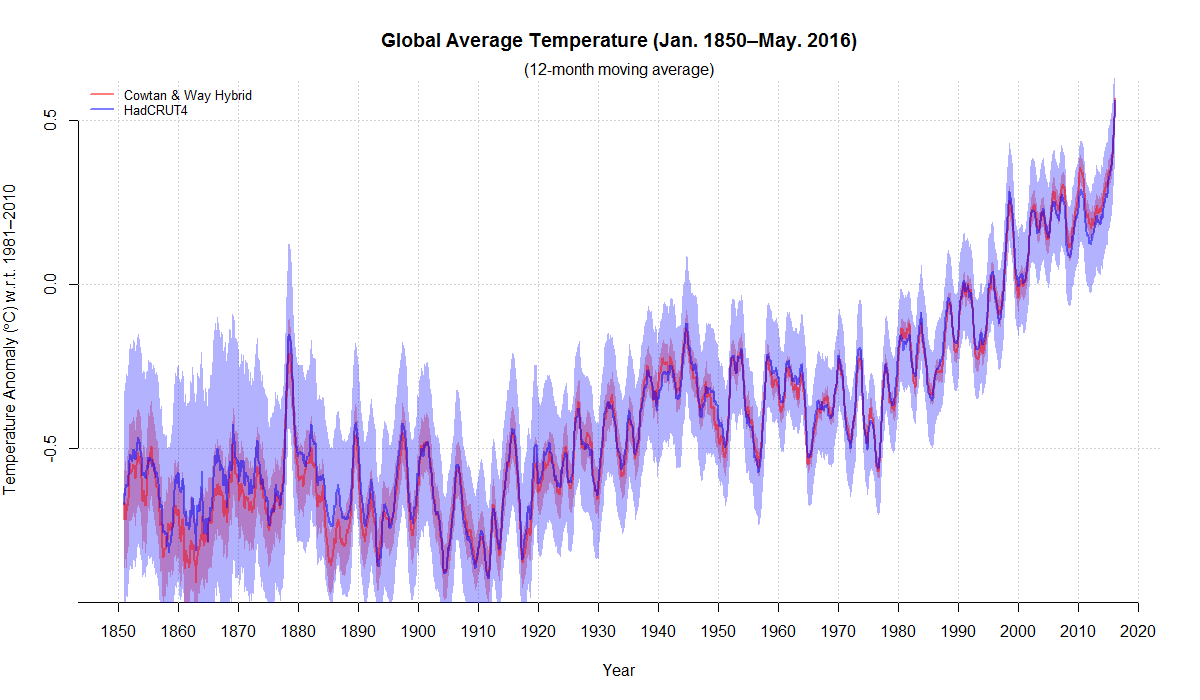 Global Average Temperature (Jan. 1850–May. 2016)
(12-month moving average)
Cowtan & Way Hybrid
HadCRUT4
Temperature Anomaly (°C) w.r.t. 1981–2010
0.5
0.0
-0.5
1850 1860 1870 1880 1890 1900 1910 1920 1930 1940 1950 1960 1970 1980 1990 2000 2010 2020
Year